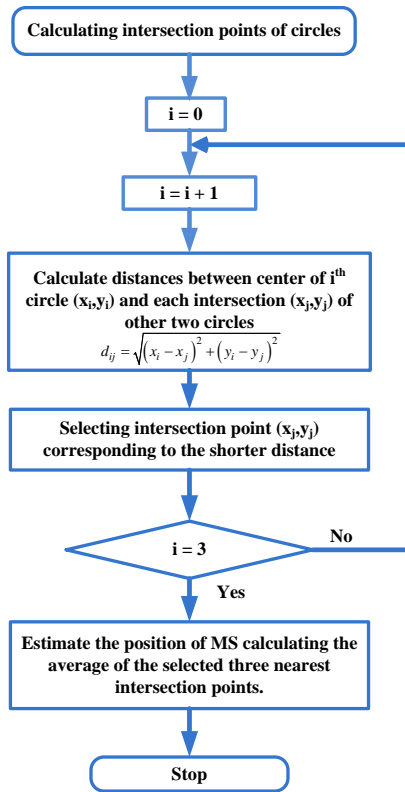 Calculating intersection points of circles
i = 0
i = i + 1
Calculate distances between center of iᵗʰ
circle (xᵢ,yᵢ) and each intersection (xⱼ,yⱼ) of
other two circles
dᵢⱼ = √((xᵢ − xⱼ)² + (yᵢ − yⱼ)²)
Selecting intersection point (xⱼ,yⱼ)
corresponding to the shorter distance
i = 3
No
Yes
Estimate the position of MS calculating the
average of the selected three nearest
intersection points.
Stop